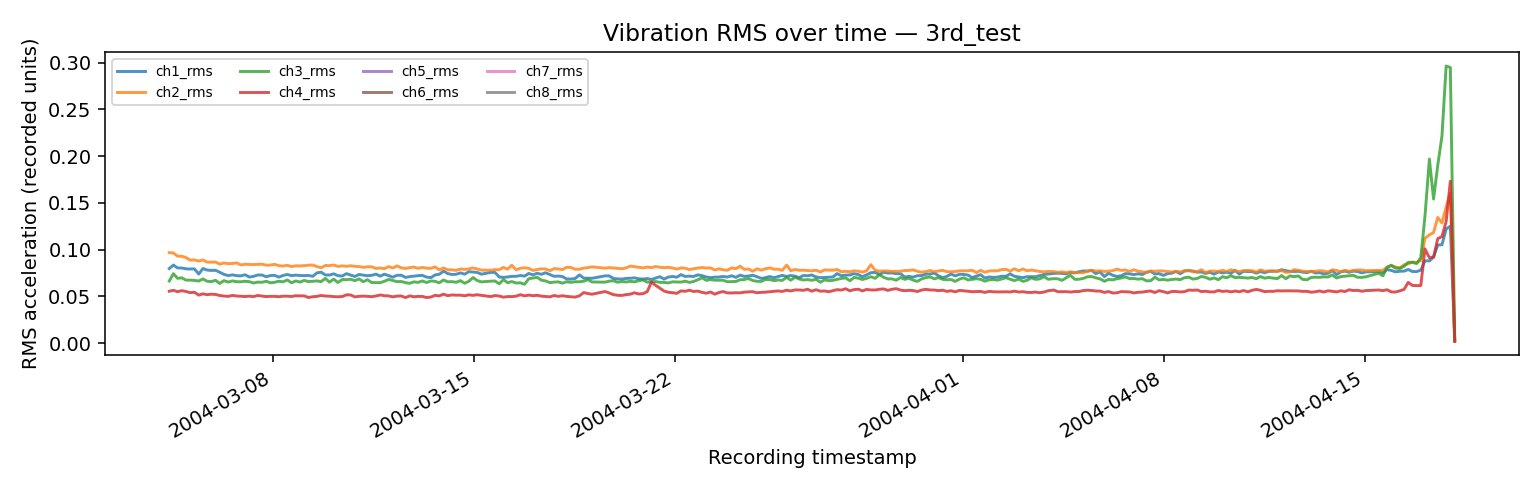 Vibration RMS over time — 3rd_test
RMS acceleration (recorded units)
0.30
0.25
0.20
0.15
0.10
0.05
0.00
ch1_rms ch3_rms ch5_rms ch7_rms
ch2_rms ch4_rms ch6_rms ch8_rms
2004-03-08 2004-03-15 2004-03-22 2004-04-01 2004-04-08 2004-04-15
Recording timestamp